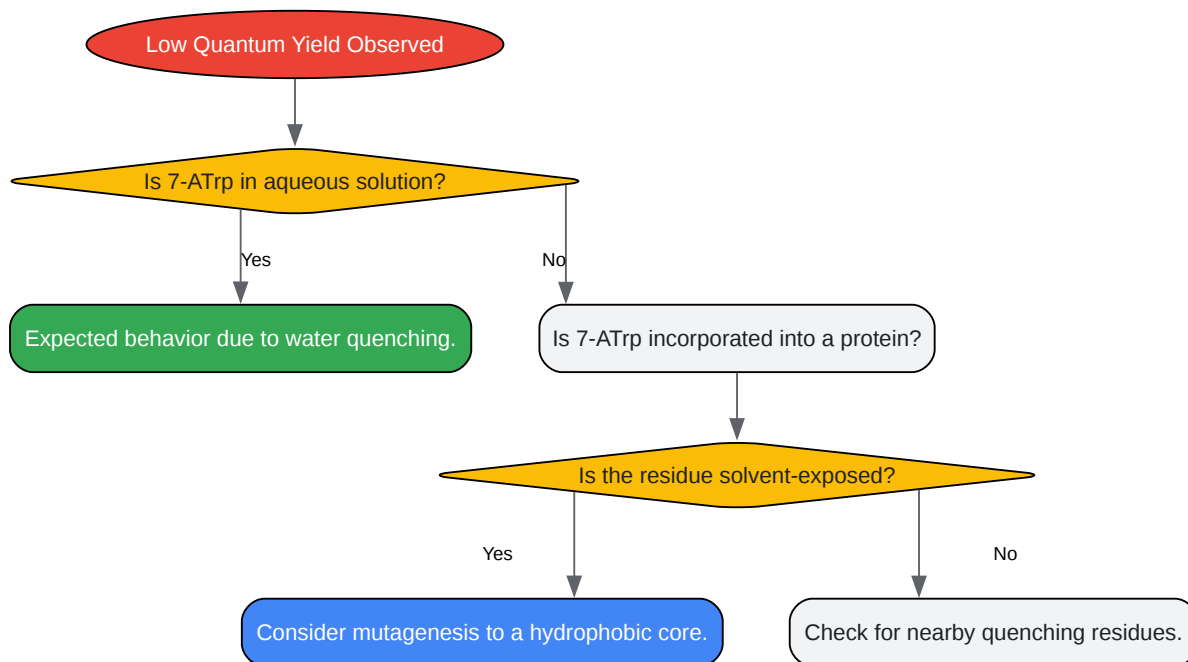 Low Quantum Yield Observed
Is 7-ATrp in aqueous solution?
Yes
No
Expected behavior due to water quenching.
Is 7-ATrp incorporated into a protein?
Is the residue solvent-exposed?
Yes
No
Consider mutagenesis to a hydrophobic core.
Check for nearby quenching residues.